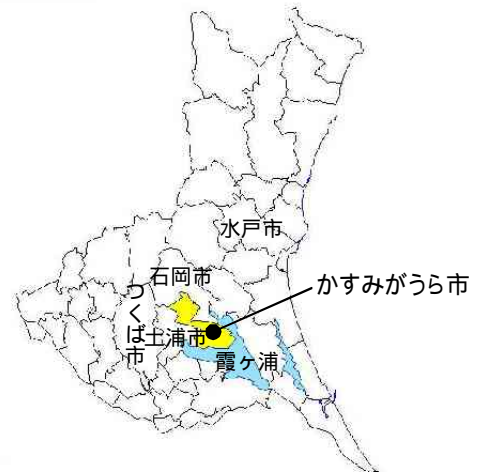 水戸市
石岡市
かすみがうら市
つくば市
土浦市
霞ヶ浦